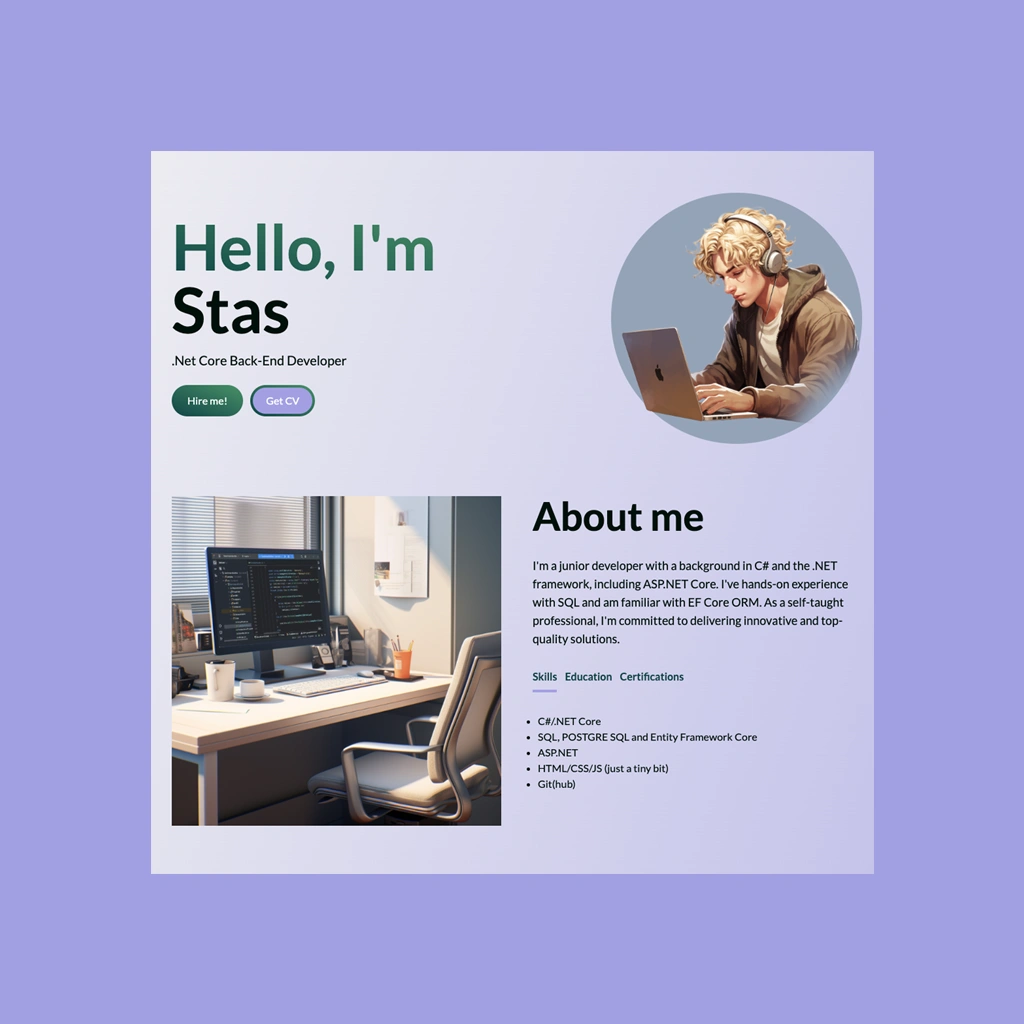 Hello, I'm
Stas
.Net Core Back-End Developer
Hire me! Get CV
About me
I'm a junior developer with a background in C# and the .NET
framework, including ASP.NET Core. I've hands-on experience
with SQL and am familiar with EF Core ORM. As a self-taught
professional, I'm committed to delivering innovative and top-
quality solutions.
Skills Education Certifications
C#/.NET Core
SQL, POSTGRE SQL and Entity Framework Core
ASP.NET
HTML/CSS/JS (just a tiny bit)
Git(hub)